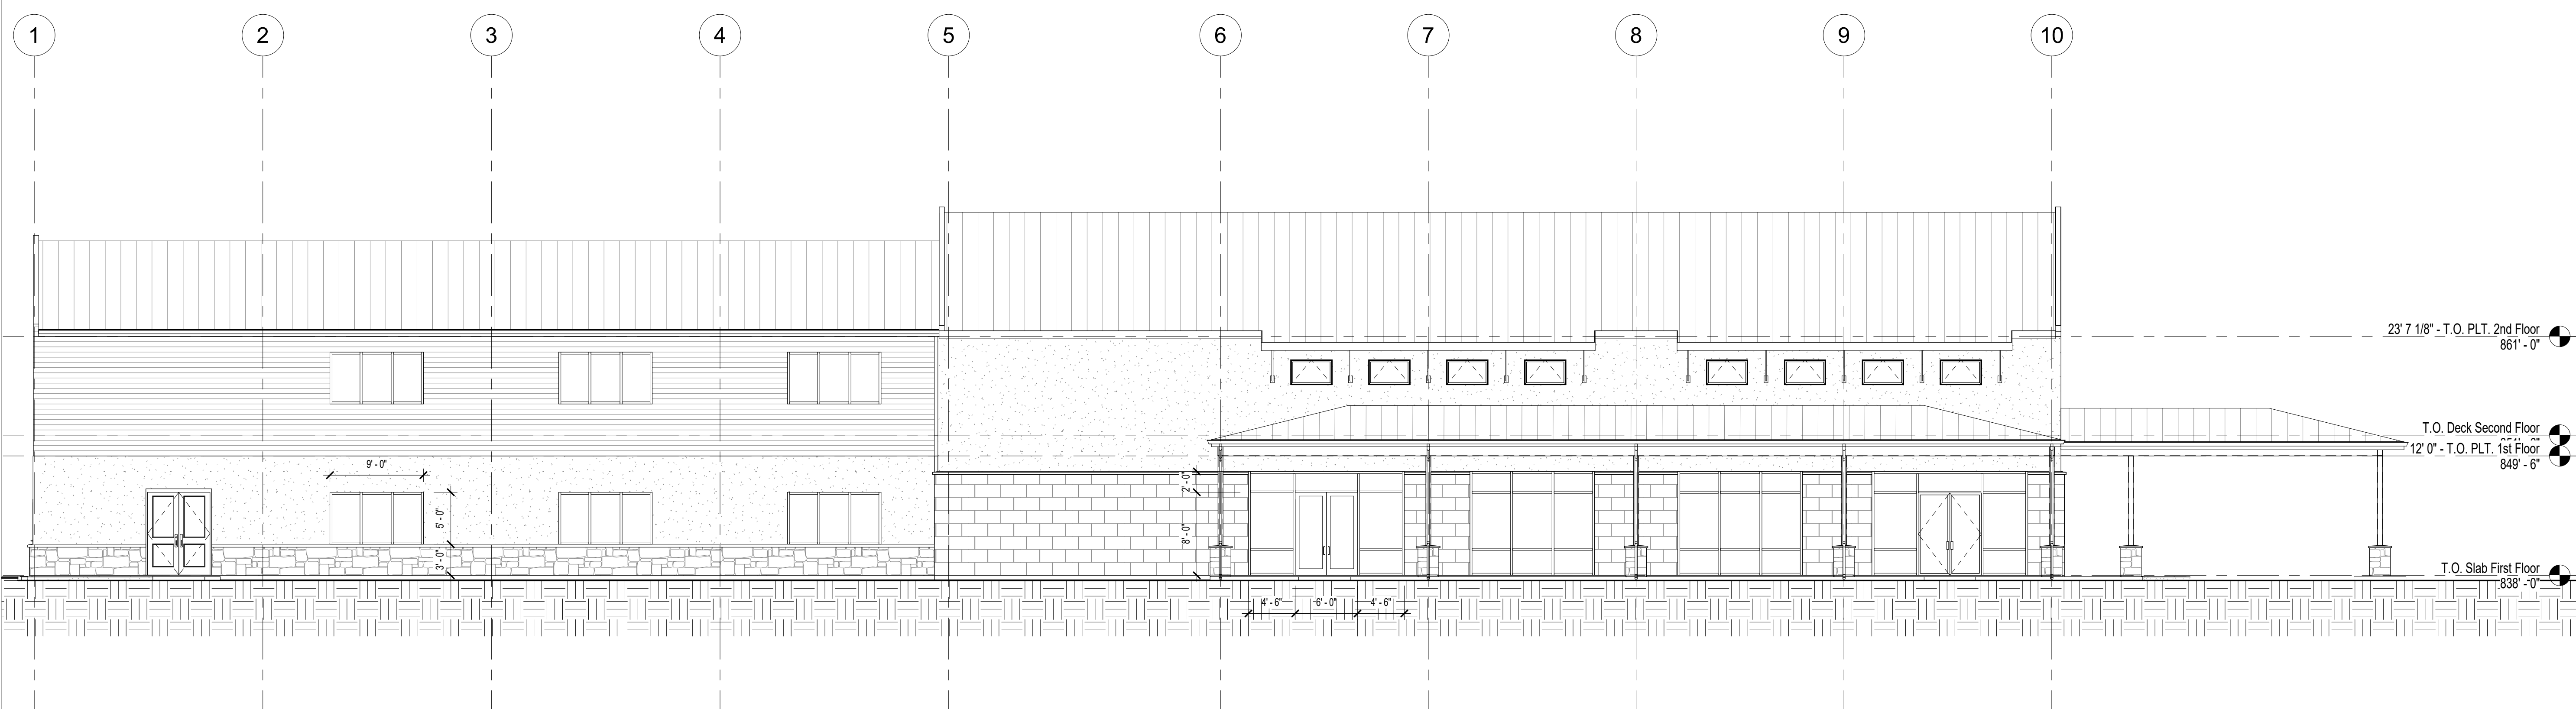 1
2
3
4
5
6
7
8
9
10
23' 7 1/8" - T.O. PLT. 2nd Floor
861' - 0"
T.O. Deck Second Floor
12' 0" - T.O. PLT. 1st Floor
849' - 6"
9' - 0"
5' - 0"
3' - 0"
2' - 0"
8' - 0"
T.O. Slab First Floor
838' - 0"
4' - 6"
6' - 0"
4' - 6"